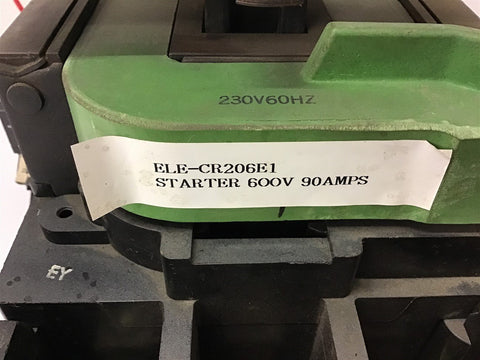 230V60HZ
ELE-CR206E1
STARTER 600V 90AMPS
EY